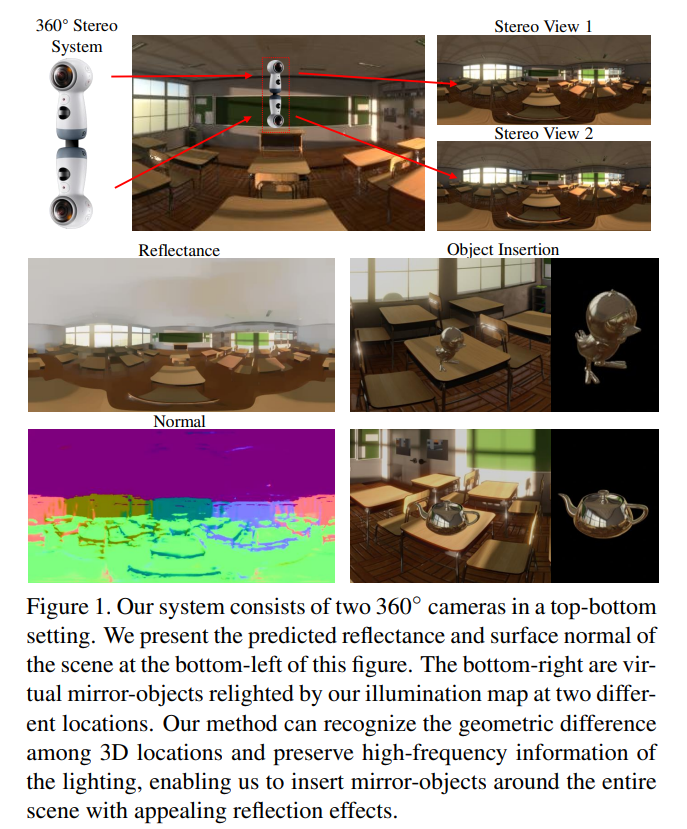 360° Stereo
System
Stereo View 1
Stereo View 2
Reflectance
Object Insertion
Normal
Figure 1. Our system consists of two 360° cameras in a top-bottom
setting. We present the predicted reflectance and surface normal of
the scene at the bottom-left of this figure. The bottom-right are vir-
tual mirror-objects relighted by our illumination map at two differ-
ent locations. Our method can recognize the geometric difference
among 3D locations and preserve high-frequency information of
the lighting, enabling us to insert mirror-objects around the entire
scene with appealing reflection effects.